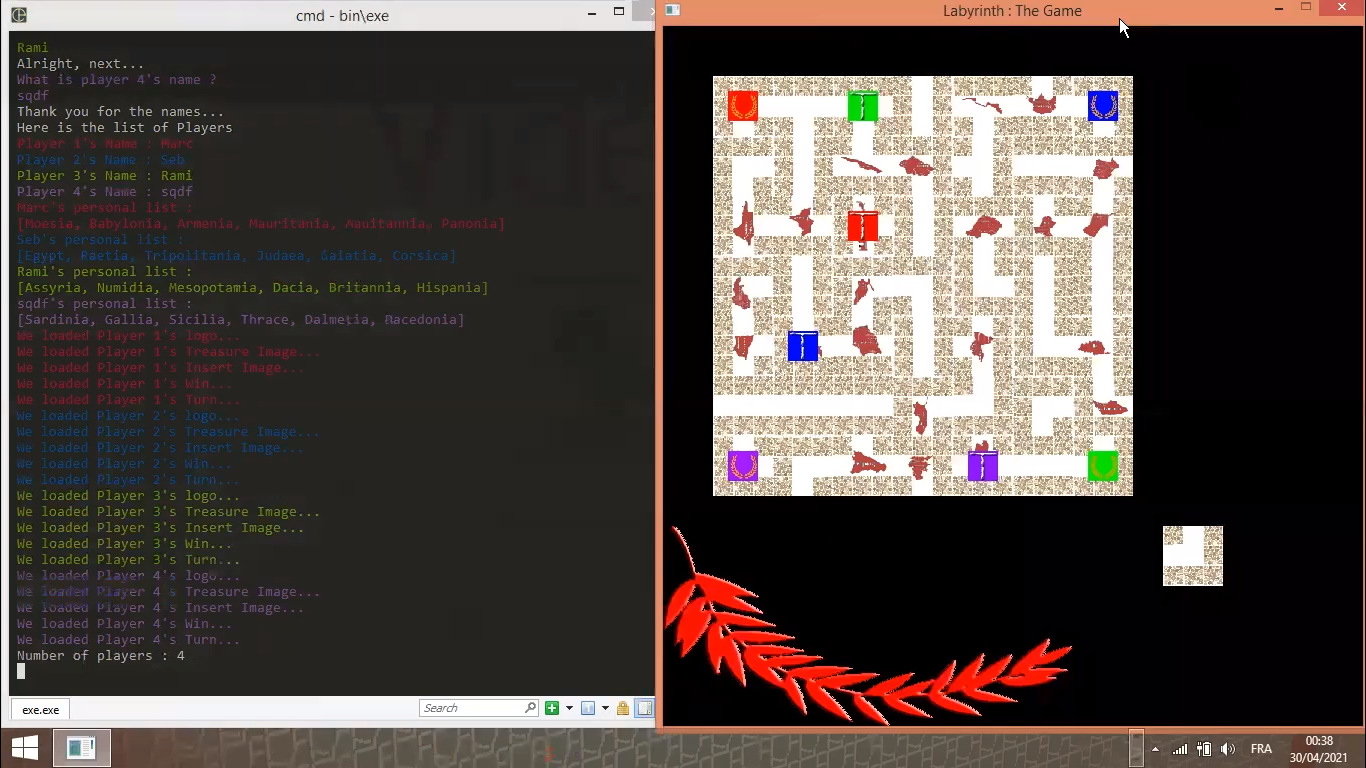 cmd - bin\exe
Labyrinth : The Game
Rami
Alright, next...
What is player 4's name ?
sqdf
Thank you for the names...
Here is the list of Players
Player 1's Name : Marc
Player 2's Name : Seb
Player 3's Name : Rami
Player 4's Name : sqdf
Marc's personal list :
[Moesia, Babylonia, Armenia, Mauritania, Aquitannia, Panonia]
Seb's personal list :
[Egypt, Raetia, Tripolitania, Judaea, Galatia, Corsica]
Rami's personal list :
[Assyria, Numidia, Mesopotamia, Dacia, Britannia, Hispania]
sqdf's personal list :
[Sardinia, Gallia, Sicilia, Thrace, Dalmetia, Macedonia]
We loaded Player 1's logo...
We loaded Player 1's Treasure Image...
We loaded Player 1's Insert Image...
We loaded Player 1's Win...
We loaded Player 1's Turn...
We loaded Player 2's logo...
We loaded Player 2's Treasure Image...
We loaded Player 2's Insert Image...
We loaded Player 2's Win...
We loaded Player 2's Turn...
We loaded Player 3's logo...
We loaded Player 3's Treasure Image...
We loaded Player 3's Insert Image...
We loaded Player 3's Win...
We loaded Player 3's Turn...
We loaded Player 4's logo...
We loaded Player 4's Treasure Image...
We loaded Player 4's Insert Image...
We loaded Player 4's Win...
We loaded Player 4's Turn...
Number of players : 4
exe.exe
Search
FRA
00:38
30/04/2021